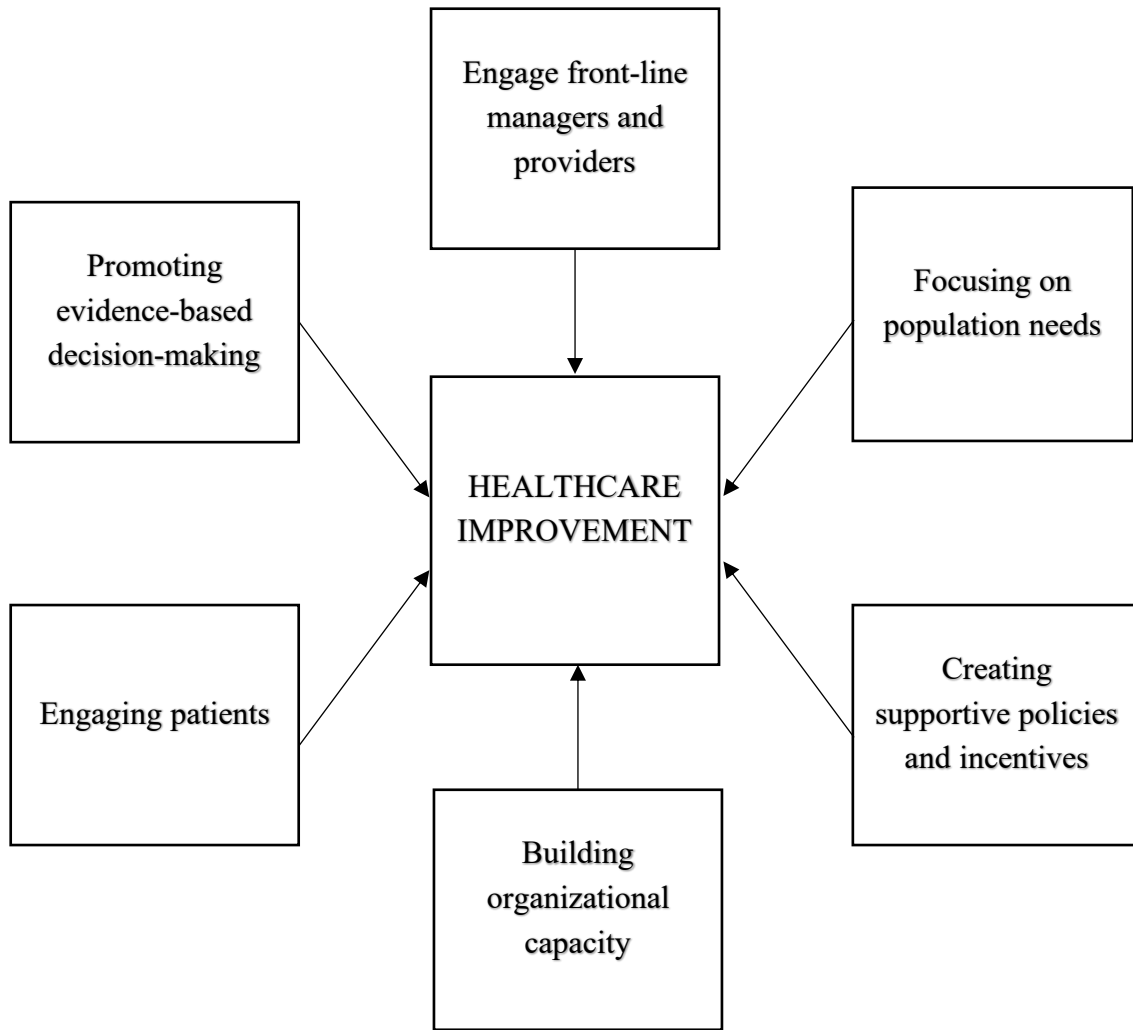 Engage front-line
managers and
providers
Promoting
evidence-based
decision-making
Focusing on
population needs
HEALTHCARE
IMPROVEMENT
Engaging patients
Creating
supportive policies
and incentives
Building
organizational
capacity